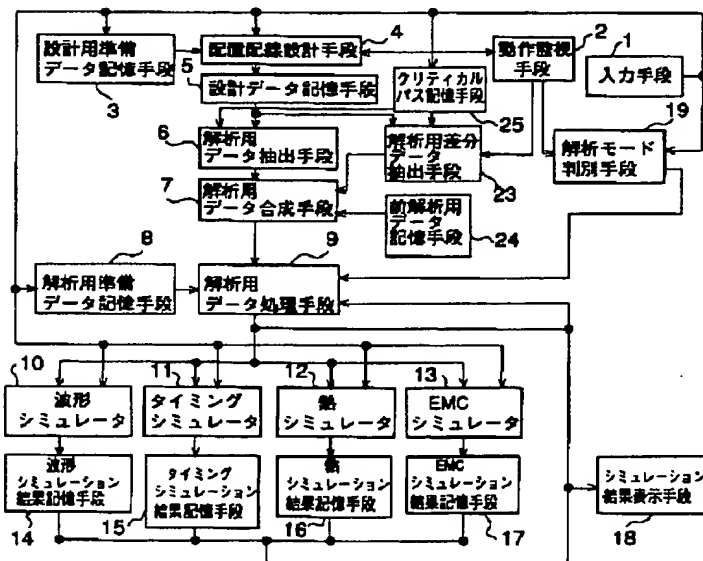 設計用準備
データ記憶手段
3
配置配線設計手段
4
動作監視
手段
2
1
入力手段
5
設計データ記憶手段
クリティカル
パス記憶手段
25
19
解析モード
判別手段
6
解析用
データ抽出手段
解析用差分
データ
抽出手段
23
7
解析用
データ合成手段
前解析用
データ
記憶手段
24
8
解析用準備
データ記憶手段
9
解析用
データ処理手段
10
波形
シミュレータ
11
タイミング
シミュレータ
12
熱
シミュレータ
13
EMC
シミュレータ
波形
シミュレーション
結果記憶手段
14
タイミング
シミュレーション
結果記憶手段
15
熱
シミュレーション
結果記憶手段
16
EMC
シミュレーション
結果記憶手段
17
シミュレーション
結果表示手段
18